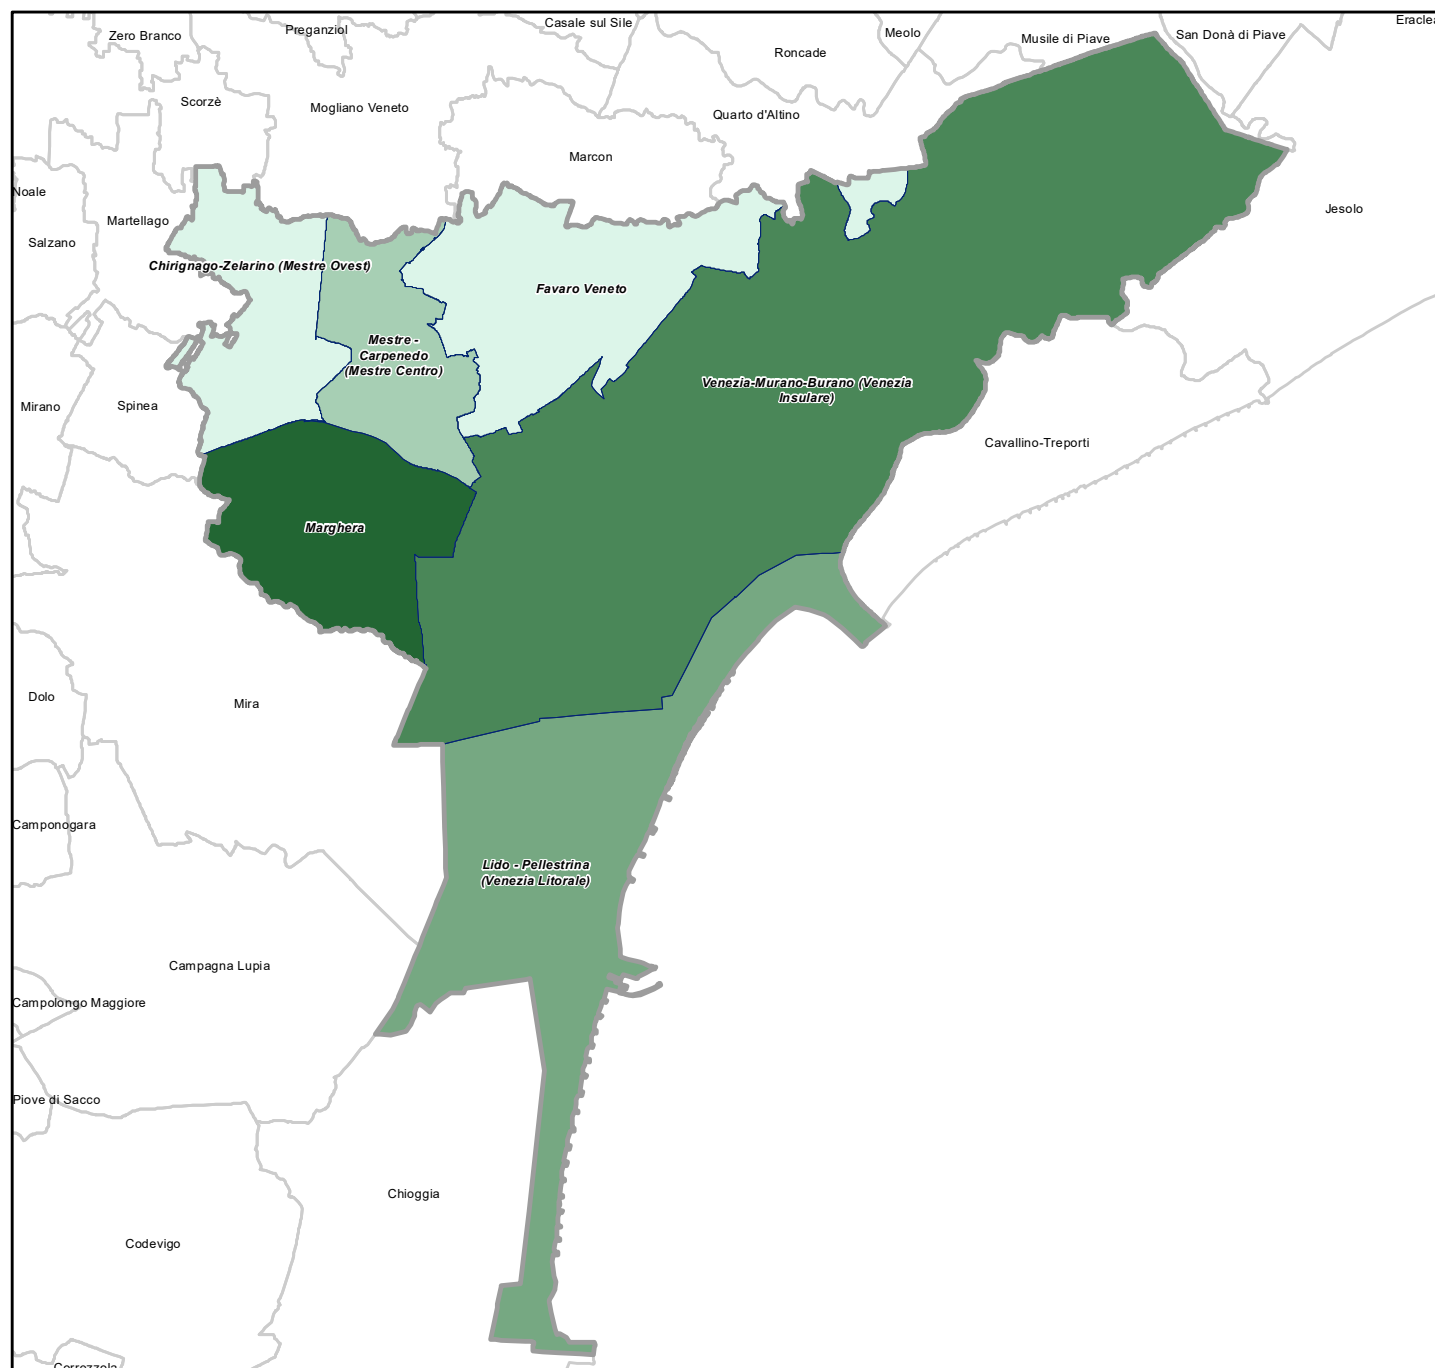 Eraclea
Casale sul Sile
Preganziol
Meolo
Zero Branco
San Donà di Piave
Musile di Piave
Roncade
Scorzè
Mogliano Veneto
Quarto d'Altino
Marcon
Noale
Martellago
Jesolo
Salzano
Chirignago-Zelarino (Mestre Ovest)
Favaro Veneto
Mestre -
Carpenedo
(Mestre Centro)
Venezia-Murano-Burano (Venezia
Insulare)
Mirano
Spinea
Cavallino-Treporti
Marghera
Dolo
Mira
Camponogara
Lido - Pellestrina
(Venezia Litorale)
Campagna Lupia
Campolongo Maggiore
Piove di Sacco
Chioggia
Codevigo
Correzzola